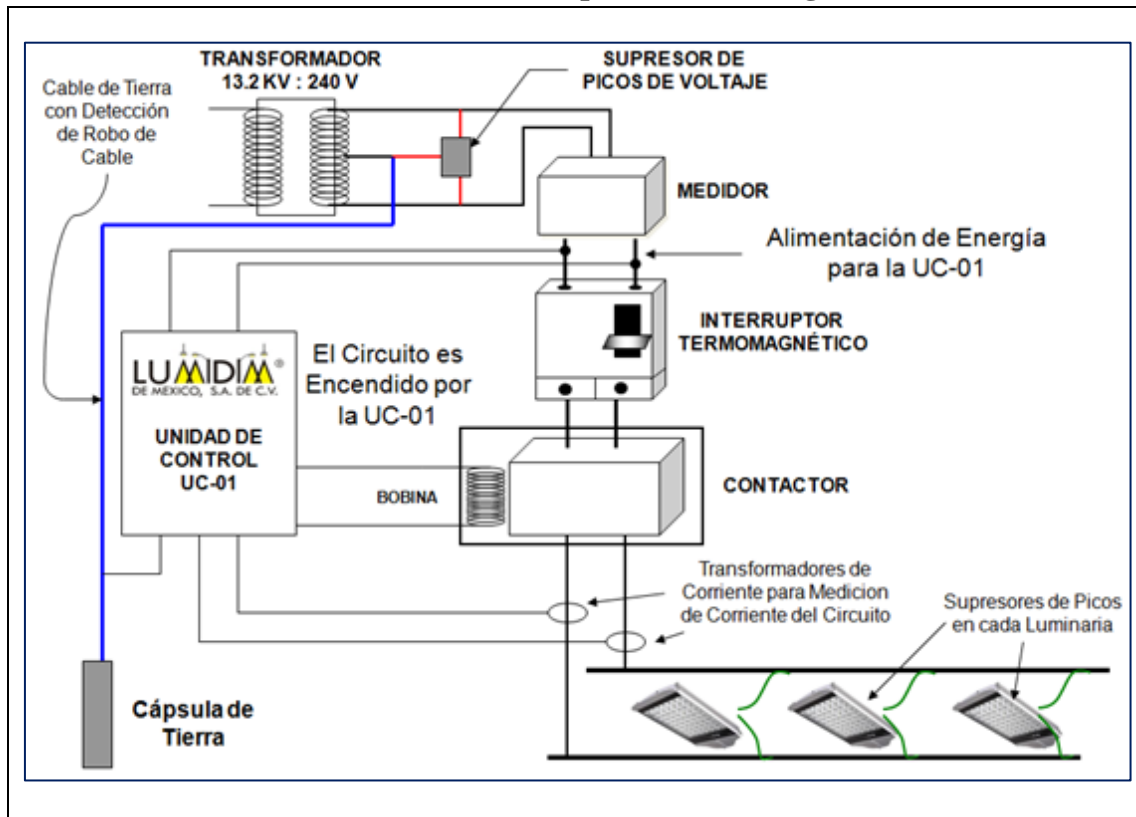 TRANSFORMADOR
13.2 KV : 240 V
SUPRESOR DE
PICOS DE VOLTAJE
Cable de Tierra
con Detección
de Robo de
Cable
MEDIDOR
Alimentación de Energía
para la UC-01
INTERRUPTOR
TERMOMAGNÉTICO
LUMIDIM®
DE MEXICO, S.A. DE C.V.
El Circuito es
Encendido por
la UC-01
UNIDAD DE
CONTROL
UC-01
BOBINA
CONTACTOR
Transformadores de
Corriente para Medicion
de Corriente del Circuito
Supresores de Picos
en cada Luminaria
Cápsula de
Tierra